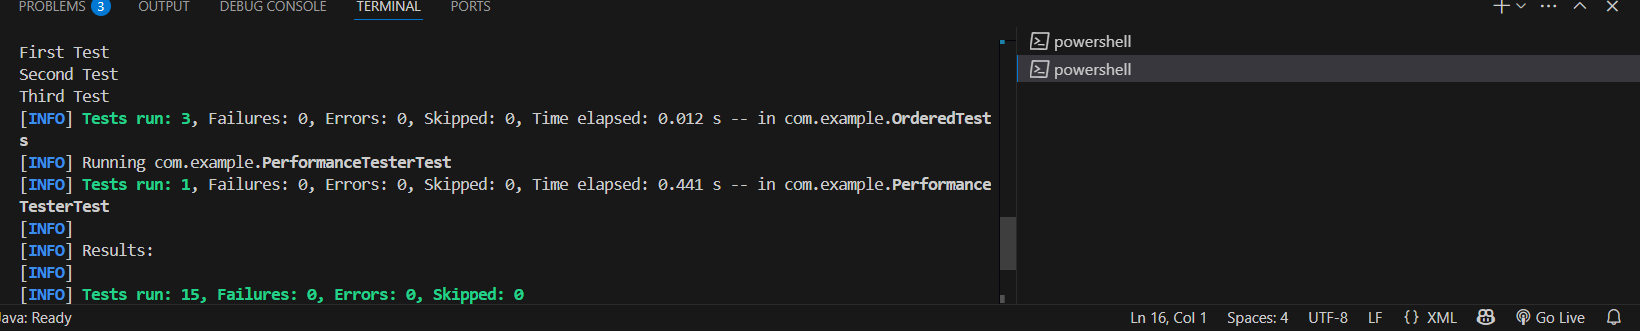 PROBLEMS 3 OUTPUT DEBUG CONSOLE TERMINAL PORTS
First Test
Second Test
Third Test
[INFO] Tests run: 3, Failures: 0, Errors: 0, Skipped: 0, Time elapsed: 0.012 s -- in com.example.OrderedTest
s
[INFO] Running com.example.PerformanceTesterTest
[INFO] Tests run: 1, Failures: 0, Errors: 0, Skipped: 0, Time elapsed: 0.441 s -- in com.example.Performance
TesterTest
[INFO]
[INFO] Results:
[INFO]
[INFO] Tests run: 15, Failures: 0, Errors: 0, Skipped: 0
powershell
powershell
Java: Ready Ln 16, Col 1 Spaces: 4 UTF-8 LF {} XML Go Live